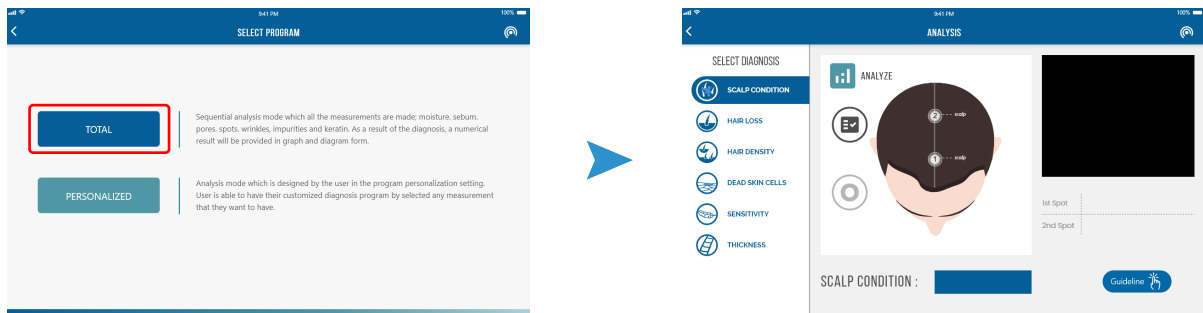 9:41 PM
100%
SELECT PROGRAM
TOTAL
Sequential analysis mode which all the measurements are made; moisture. sebum.
pores. spots. wrinkles, impurities and keratin. As a result of the diagnosis, a numerical
result will be provided in graph and diagram form.
PERSONALIZED
Analysis mode which is designed by the user in the program personalization setting.
User is able to have their customized diagnosis program by selected any measurement
that they want to have.
9:41 PM
100%
ANALYSIS
SELECT DIAGNOSIS
SCALP CONDITION
HAIR LOSS
HAIR DENSITY
DEAD SKIN CELLS
SENSITIVITY
THICKNESS
ANALYZE
2 scalp
1 scalp
1st Spot
2nd Spot
SCALP CONDITION :
Guideline